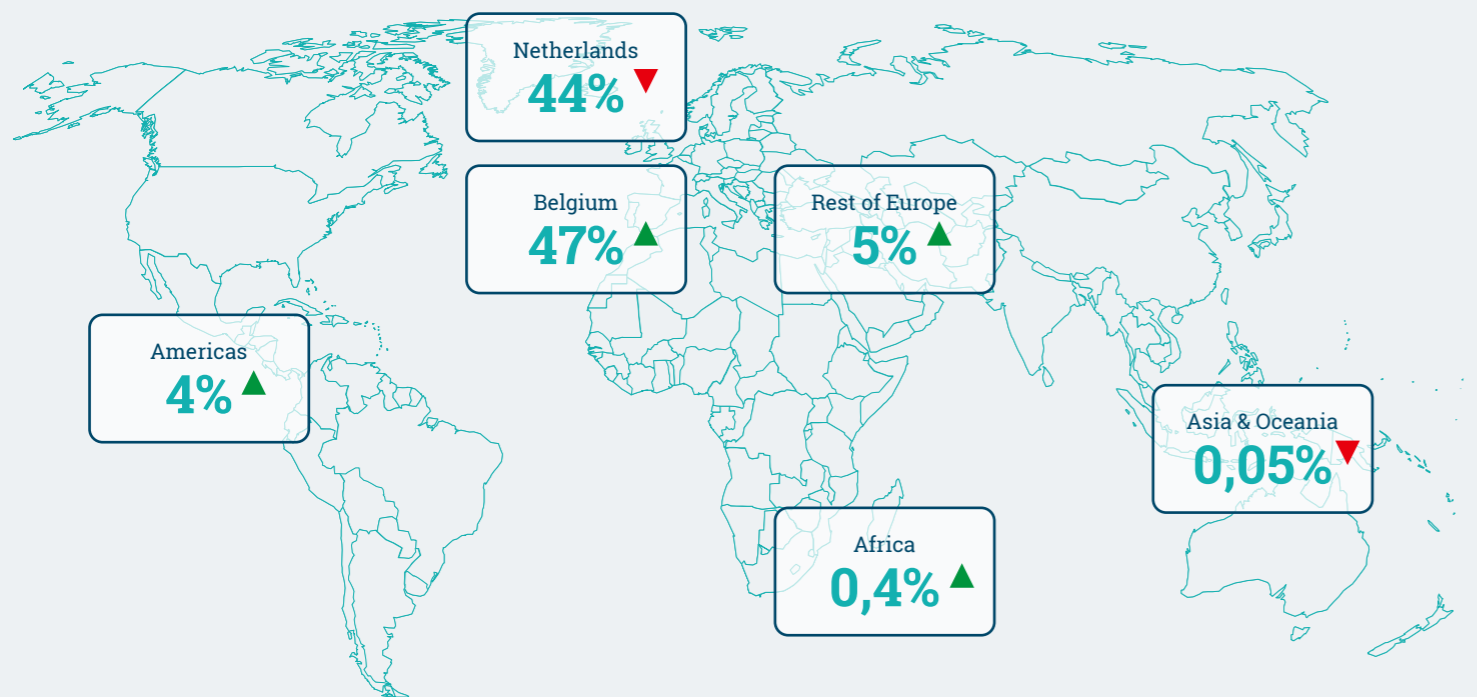 Netherlands
44%
Belgium
47%
Rest of Europe
5%
Americas
4%
Asia & Oceania
0,05%
Africa
0,4%